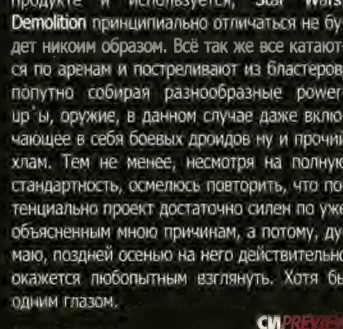 продукте и используется, Star Wars:
Demolition принципиально отличаться не бу-
дет никоим образом. Всё так же все катают-
ся по аренам и постреливают из бластеров,
попутно собирая разнообразные power-
up`ы, оружие, в данном случае даже вклю-
чающее в себя боевых дроидов ну и прочий
хлам. Тем не менее, несмотря на полную
стандартность, осмелюсь повторить, что по-
тенциально проект достаточно силен по уже
объясненным мною причинам, а потому, ду-
маю, поздней осенью на него действительно
окажется любопытным взглянуть. Хотя бы
одним глазом.
СИ PREVIEW